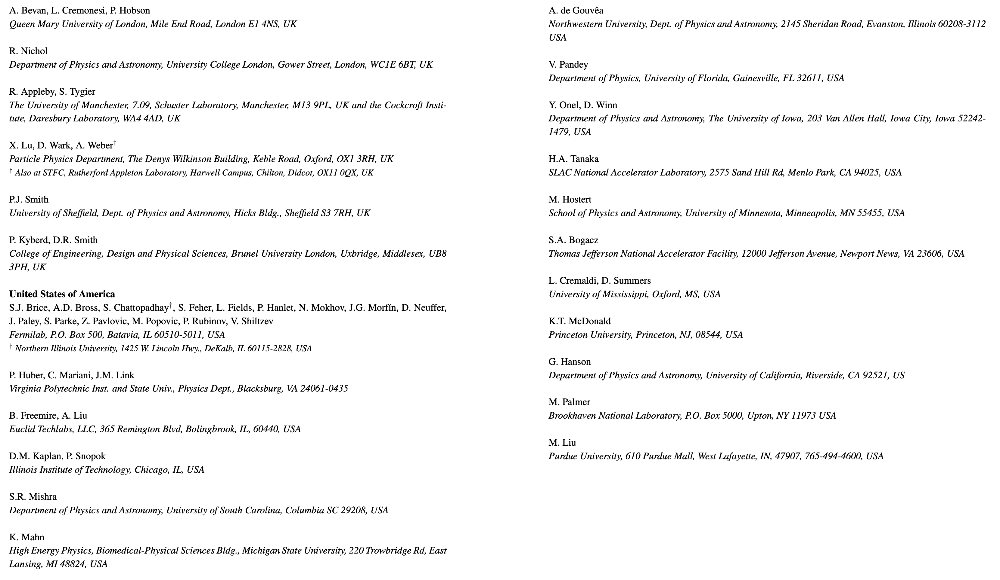 A. Bevan, L. Cremonesi, P. Hobson
Queen Mary University of London, Mile End Road, London E1 4NS, UK
R. Nichol
Department of Physics and Astronomy, University College London, Gower Street, London, WC1E 6BT, UK
R. Appleby, S. Tygier
The University of Manchester, 7.09, Schuster Laboratory, Manchester, M13 9PL, UK and the Cockcroft Insti-
tute, Daresbury Laboratory, WA4 4AD, UK
X. Lu, D. Wark, A. Weber†
Particle Physics Department, The Denys Wilkinson Building, Keble Road, Oxford, OX1 3RH, UK
† Also at STFC, Rutherford Appleton Laboratory, Harwell Campus, Chilton, Didcot, OX11 0QX, UK
P.J. Smith
University of Sheffield, Dept. of Physics and Astronomy, Hicks Bldg., Sheffield S3 7RH, UK
P. Kyberd, D.R. Smith
College of Engineering, Design and Physical Sciences, Brunel University London, Uxbridge, Middlesex, UB8
3PH, UK
United States of America
S.J. Brice, A.D. Bross, S. Chattopadhay†, S. Feher, L. Fields, P. Hanlet, N. Mokhov, J.G. Morfín, D. Neuffer,
J. Paley, S. Parke, Z. Pavlovic, M. Popovic, P. Rubinov, V. Shiltzev
Fermilab, P.O. Box 500, Batavia, IL 60510-5011, USA
† Northern Illinois University, 1425 W. Lincoln Hwy., DeKalb, IL 60115-2828, USA
P. Huber, C. Mariani, J.M. Link
Virginia Polytechnic Inst. and State Univ., Physics Dept., Blacksburg, VA 24061-0435
B. Freemire, A. Liu
Euclid Techlabs, LLC, 365 Remington Blvd, Bolingbrook, IL, 60440, USA
D.M. Kaplan, P. Snopok
Illinois Institute of Technology, Chicago, IL, USA
S.R. Mishra
Department of Physics and Astronomy, University of South Carolina, Columbia SC 29208, USA
K. Mahn
High Energy Physics, Biomedical-Physical Sciences Bldg., Michigan State University, 220 Trowbridge Rd, East
Lansing, MI 48824, USA
A. de Gouvêa
Northwestern University, Dept. of Physics and Astronomy, 2145 Sheridan Road, Evanston, Illinois 60208-3112
USA
V. Pandey
Department of Physics, University of Florida, Gainesville, FL 32611, USA
Y. Onel, D. Winn
Department of Physics and Astronomy, The University of Iowa, 203 Van Allen Hall, Iowa City, Iowa 52242-
1479, USA
H.A. Tanaka
SLAC National Accelerator Laboratory, 2575 Sand Hill Rd, Menlo Park, CA 94025, USA
M. Hostert
School of Physics and Astronomy, University of Minnesota, Minneapolis, MN 55455, USA
S.A. Bogacz
Thomas Jefferson National Accelerator Facility, 12000 Jefferson Avenue, Newport News, VA 23606, USA
L. Cremaldi, D. Summers
University of Mississippi, Oxford, MS, USA
K.T. McDonald
Princeton University, Princeton, NJ, 08544, USA
G. Hanson
Department of Physics and Astronomy, University of California, Riverside, CA 92521, US
M. Palmer
Brookhaven National Laboratory, P.O. Box 5000, Upton, NY 11973 USA
M. Liu
Purdue University, 610 Purdue Mall, West Lafayette, IN, 47907, 765-494-4600, USA